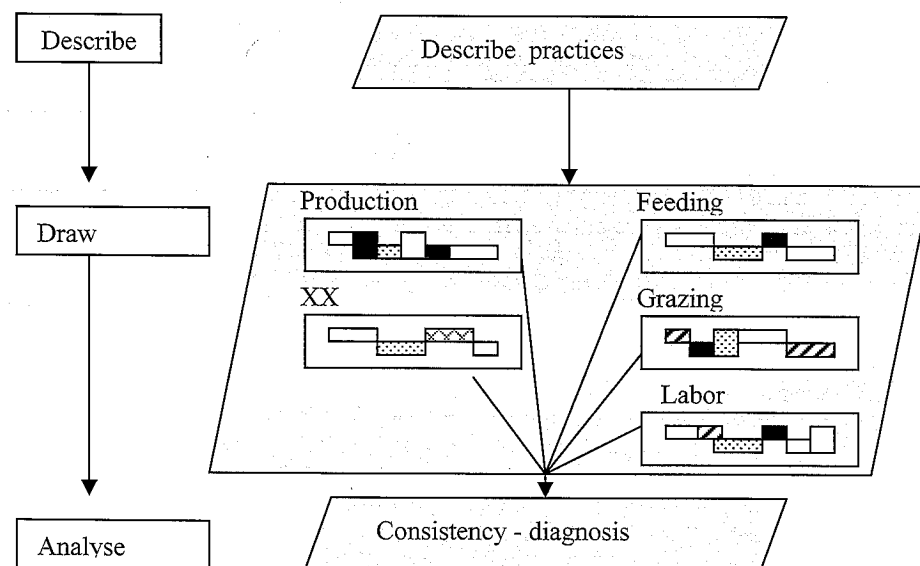 Describe
Describe practices
Draw
Production
Feeding
XX
Grazing
Labor
Analyse
Consistency - diagnosis